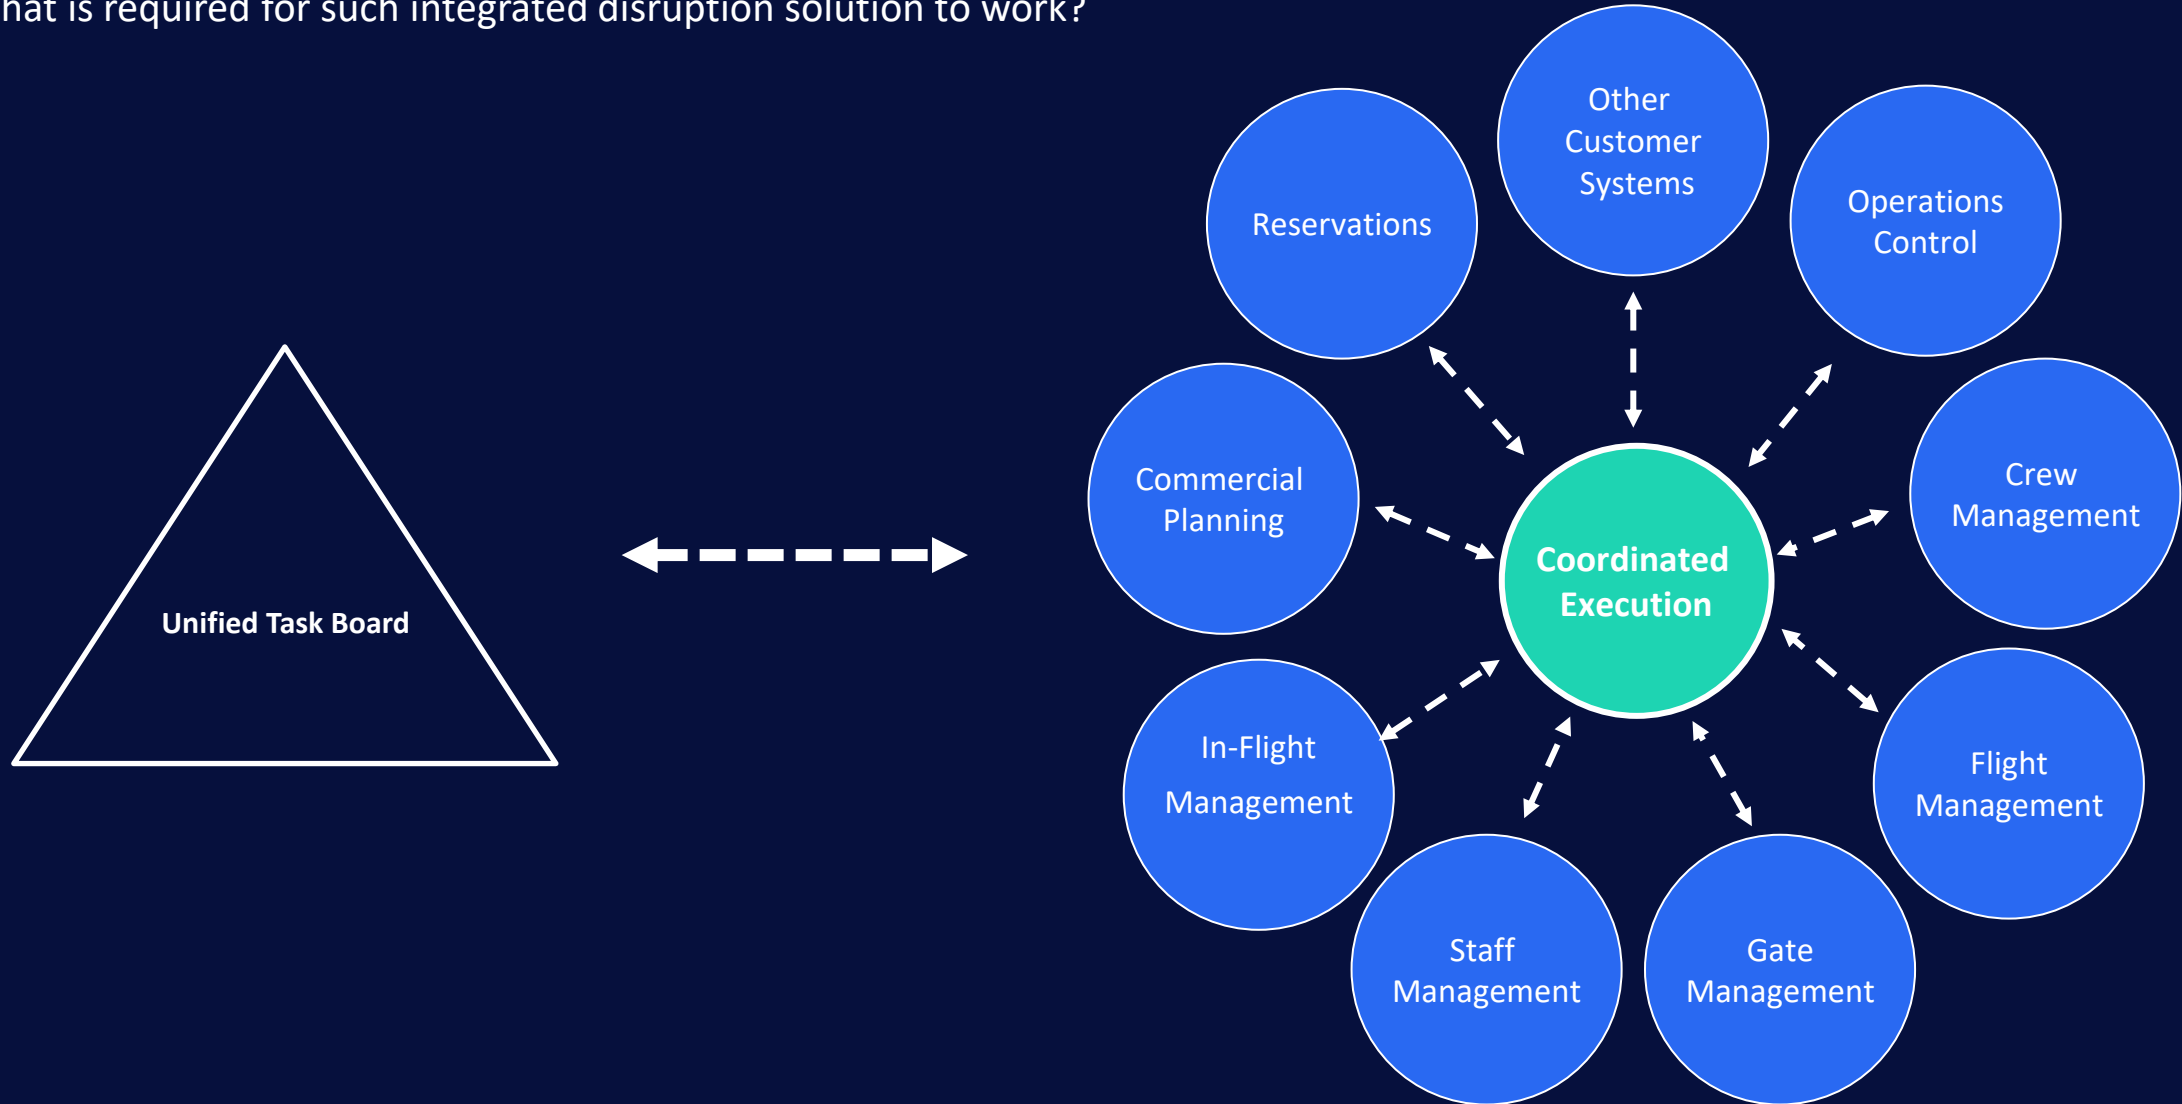 hat is required for such integrated disruption solution to work?
Other
Customer
Systems
Reservations
Operations
Control
Commercial
Planning
Crew
Management
Coordinated
Execution
Unified Task Board
In-Flight
Management
Flight
Management
Staff
Management
Gate
Management